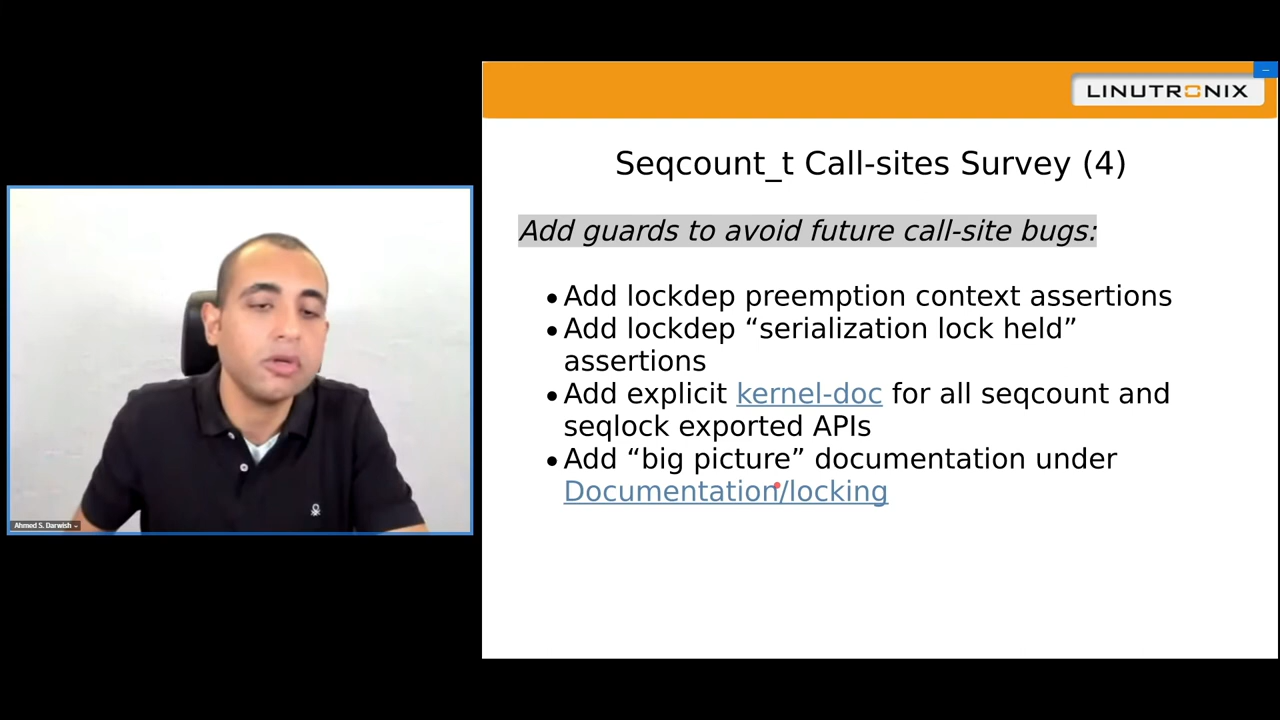 LINUTRONIX
Seqcount_t Call-sites Survey (4)
Add guards to avoid future call-site bugs:
• Add lockdep preemption context assertions
• Add lockdep “serialization lock held”
assertions
• Add explicit kernel-doc for all seqcount and
seqlock exported APIs
• Add “big picture” documentation under
Documentation/locking
Ahmed S. Darwish